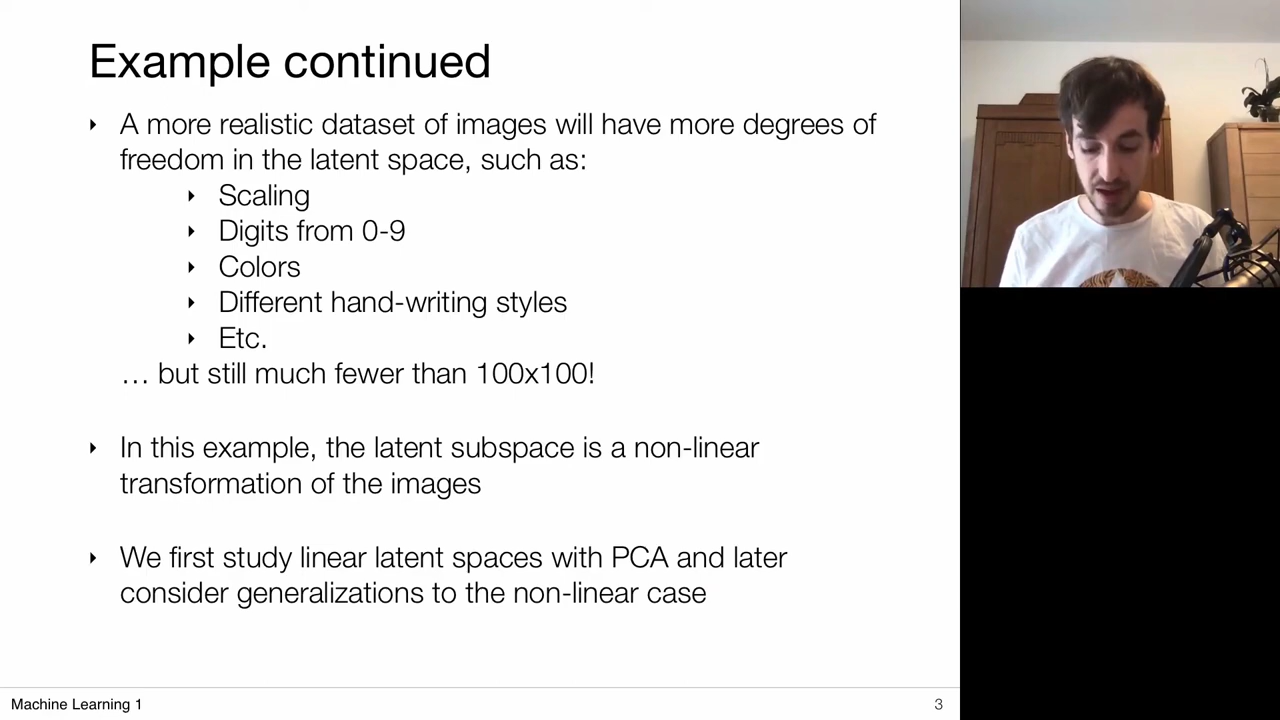 Example continued
‣ A more realistic dataset of images will have more degrees of
freedom in the latent space, such as:
‣ Scaling
‣ Digits from 0-9
‣ Colors
‣ Different hand-writing styles
‣ Etc.
… but still much fewer than 100x100!
‣ In this example, the latent subspace is a non-linear
transformation of the images
‣ We first study linear latent spaces with PCA and later
consider generalizations to the non-linear case
Machine Learning 1
3